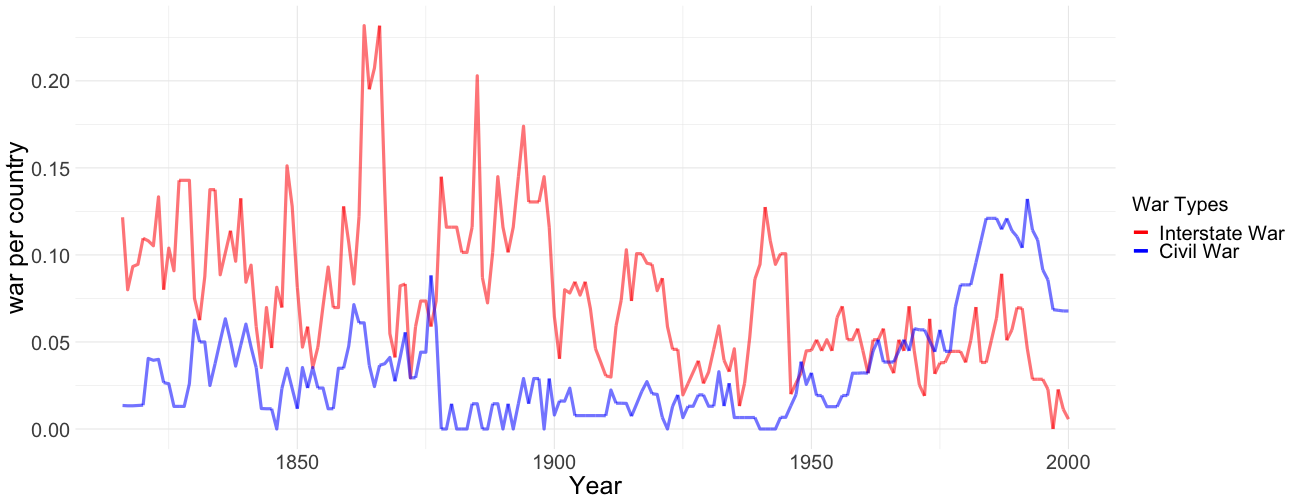 war per country
0.20
0.15
0.10
0.05
0.00
1850
1900
1950
2000
Year
War Types
Interstate War
Civil War